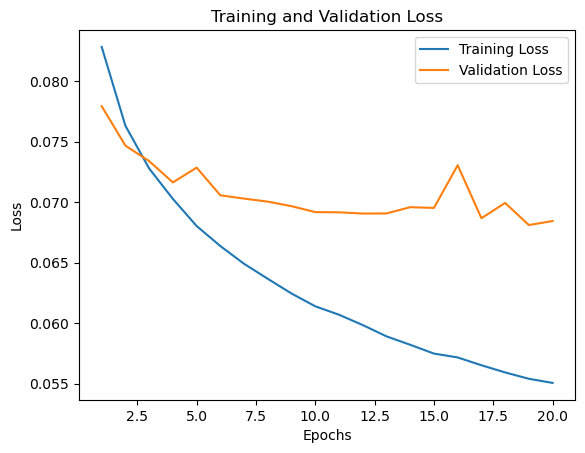 Training and Validation Loss
Training Loss
Validation Loss
0.080
0.075
0.070
0.065
0.060
0.055
Loss
2.5 5.0 7.5 10.0 12.5 15.0 17.5 20.0
Epochs